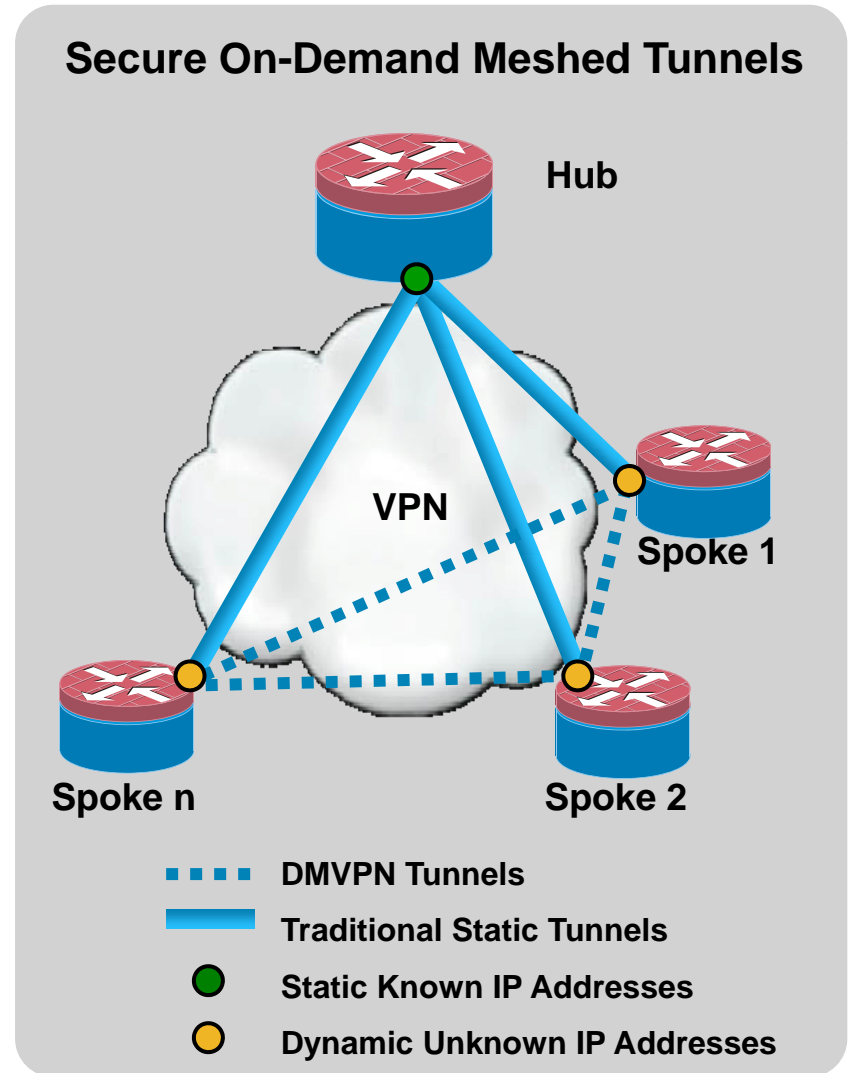 Secure On-Demand Meshed Tunnels
Hub
VPN
Spoke 1
Spoke n
Spoke 2
DMVPN Tunnels
Traditional Static Tunnels
Static Known IP Addresses
Dynamic Unknown IP Addresses